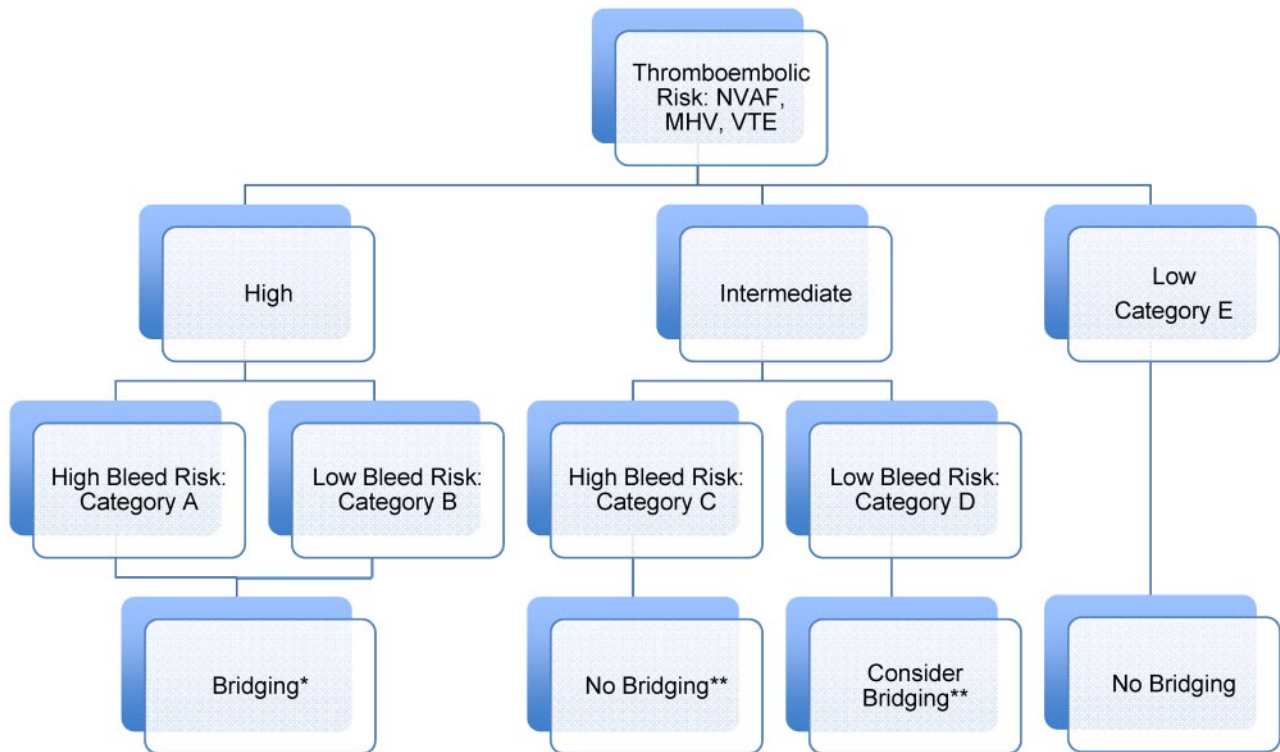 Thromboembolic
Risk: NVAF,
MHV, VTE
High
Intermediate
Low
Category E
High Bleed Risk:
Category A
Low Bleed Risk:
Category B
High Bleed Risk:
Category C
Low Bleed Risk:
Category D
Bridging*
No Bridging**
Consider
Bridging**
No Bridging